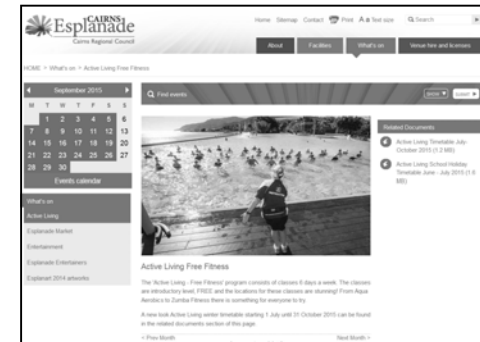 Home Sitemap Contact Print A a Text size Search
CAIRNS
Esplanade
Cairns Regional Council
About Facilities What's on Venue hire and licenses
HOME > What's on > Active Living Free Fitness
September 2015
M T W T F S S
1 2 3 4 5 6
7 8 9 10 11 12 13
14 15 16 17 18 19 20
21 22 23 24 25 26 27
28 29 30
Events calendar
What's on
Active Living
Esplanade Market
Entertainment
Esplanade Entertainers
Esplanart 2014 artworks
Find events
Active Living Free Fitness
The 'Active Living - Free Fitness' program consists of classes 6 days a week. The classes
are introductory level, FREE and the locations for these classes are stunning! From Aqua
Aerobics to Zumba Fitness there is something for everyone to try.
A new look Active Living winter timetable starting 1 July until 31 October 2015 can be found
in the related documents section of this page.
< Prev Month Next Month >
Related Documents
Active Living Timetable July-
October 2015 (1.2 MB)
Active Living School Holiday
Timetable June - July 2015 (1.6
MB)